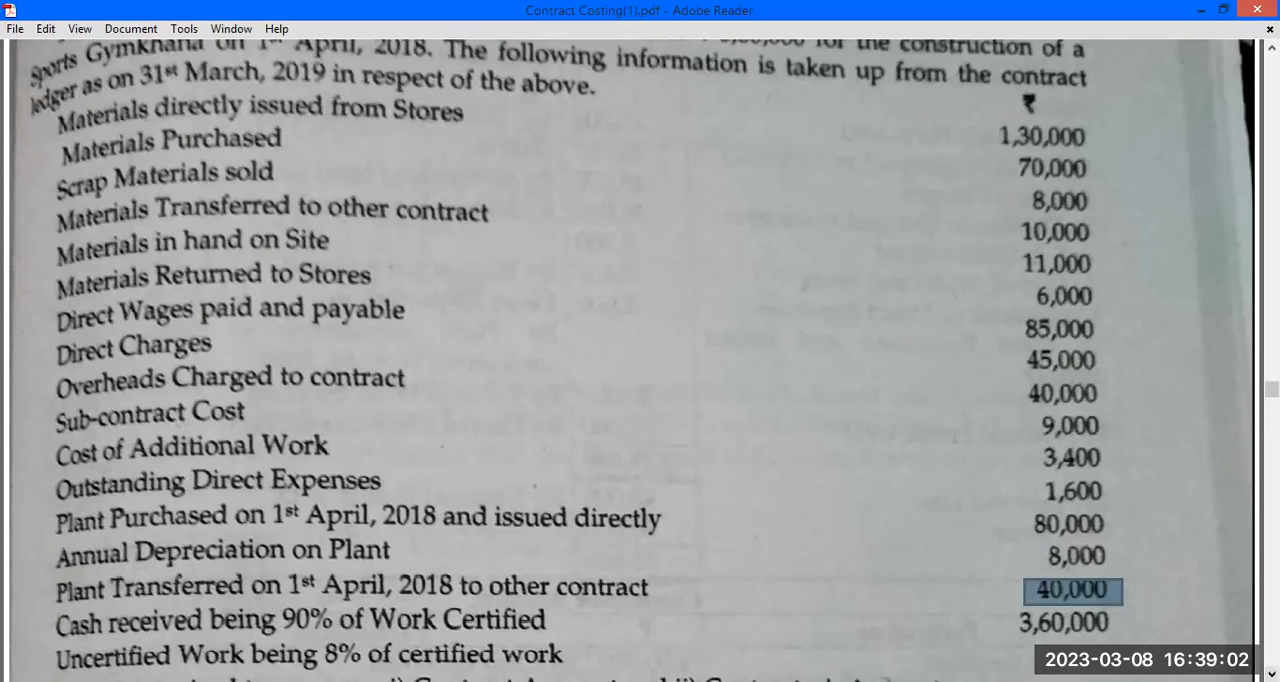 Contract Costing(1).pdf - Adobe Reader
File Edit View Document Tools Window Help
for the construction of a
Sports Gymkhana on 1st April, 2018. The following information is taken up from the contract
ledger as on 31st March, 2019 in respect of the above.
₹
Materials directly issued from Stores 1,30,000
Materials Purchased 70,000
Scrap Materials sold 8,000
Materials Transferred to other contract 10,000
Materials in hand on Site 11,000
Materials Returned to Stores 6,000
Direct Wages paid and payable 85,000
Direct Charges 45,000
Overheads Charged to contract 40,000
Sub-contract Cost 9,000
Cost of Additional Work 3,400
Outstanding Direct Expenses 1,600
Plant Purchased on 1st April, 2018 and issued directly 80,000
Annual Depreciation on Plant 8,000
Plant Transferred on 1st April, 2018 to other contract 40,000
Cash received being 90% of Work Certified 3,60,000
Uncertified Work being 8% of certified work
2023-03-08 16:39:02